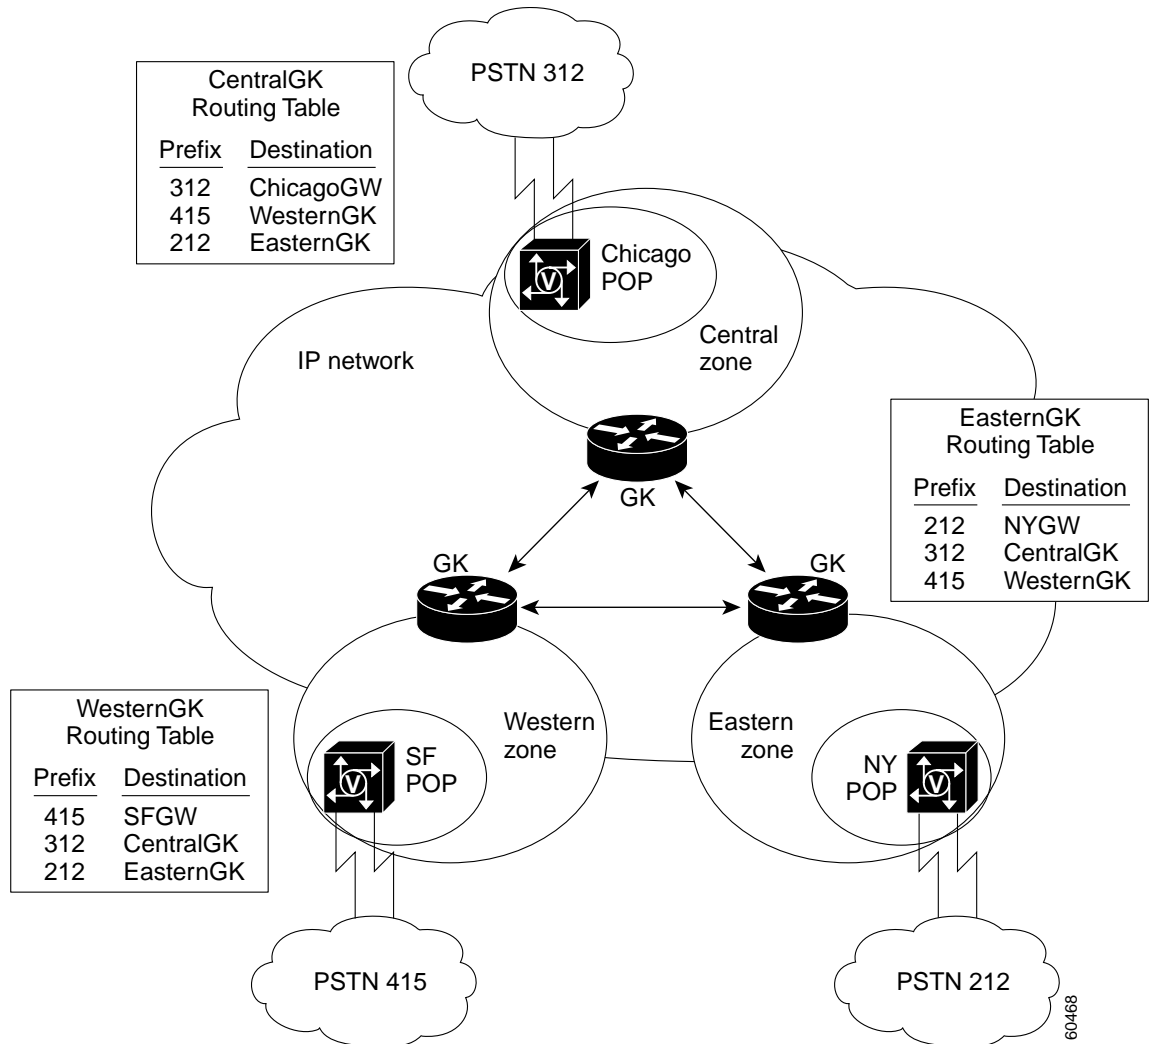 PSTN 312
CentralGK
Routing Table
Prefix Destination
312 ChicagoGW
415 WesternGK
212 EasternGK
V
Chicago
POP
Central
zone
IP network
GK
EasternGK
Routing Table
Prefix Destination
212 NYGW
312 CentralGK
415 WesternGK
GK
GK
WesternGK
Routing Table
Prefix Destination
415 SFGW
312 CentralGK
212 EasternGK
Western
zone
SF
POP
V
Eastern
zone
NY
POP
V
PSTN 415
PSTN 212
60468